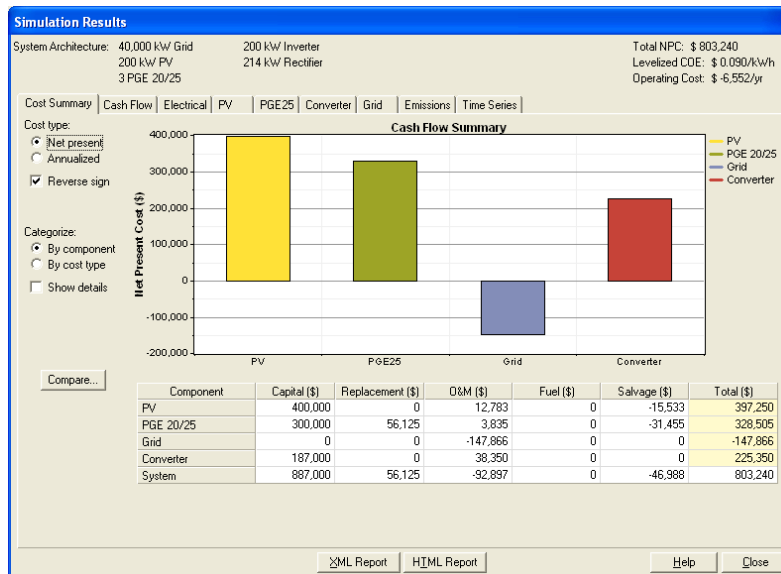 Simulation Results
System Architecture: 40,000 kW Grid 200 kW Inverter Total NPC: $ 803,240
200 kW PV 214 kW Rectifier Levelized COE: $ 0.090/kWh
3 PGE 20/25 Operating Cost: $ -6,552/yr
Cost Summary Cash Flow Electrical PV PGE25 Converter Grid Emissions Time Series
Cost type:
Net present
Annualized
Reverse sign
Categorize:
By component
By cost type
Show details
Compare...
Cash Flow Summary
Net Present Cost ($)
400,000
300,000
200,000
100,000
0
-100,000
-200,000
PV PGE25 Grid Converter
PV
PGE 20/25
Grid
Converter
Component Capital ($) Replacement ($) O&M ($) Fuel ($) Salvage ($) Total ($)
PV 400,000 0 12,783 0 -15,533 397,250
PGE 20/25 300,000 56,125 3,835 0 -31,455 328,505
Grid 0 0 -147,866 0 0 -147,866
Converter 187,000 0 38,350 0 0 225,350
System 887,000 56,125 -92,897 0 -46,988 803,240
XML Report HTML Report Help Close